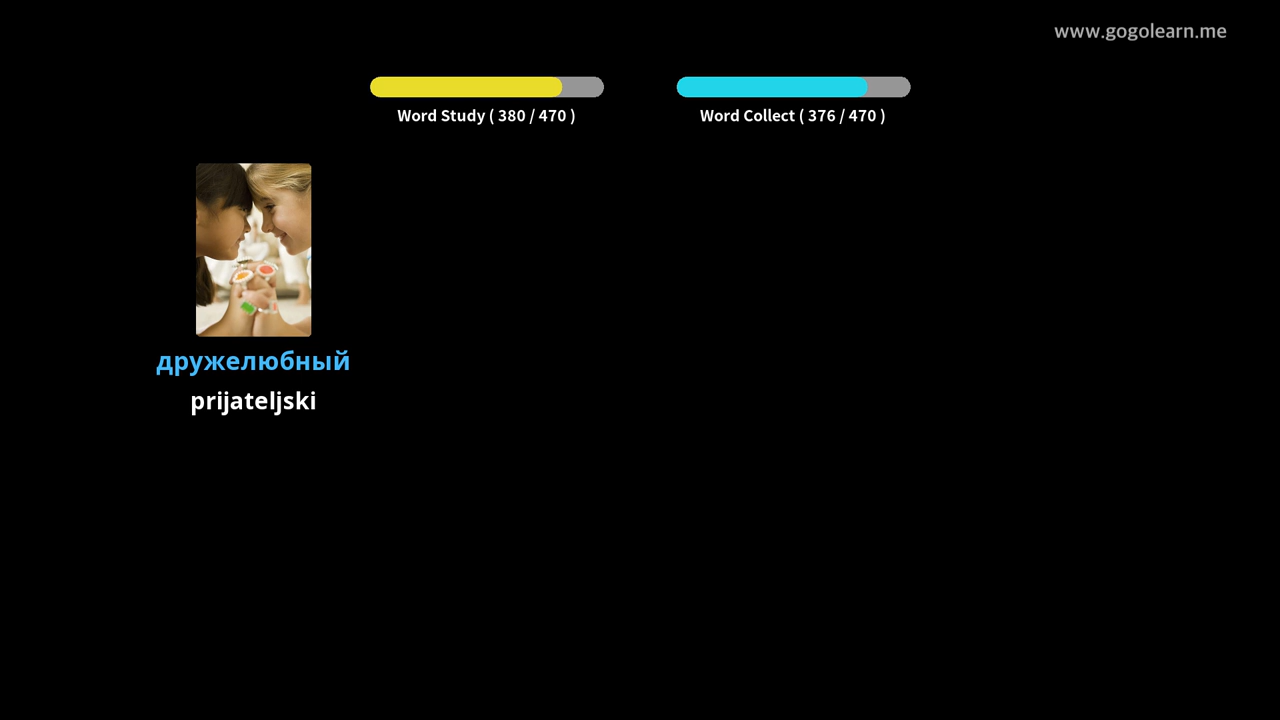 www.gogolearn.me
Word Study ( 380 / 470 )
Word Collect ( 376 / 470 )
дружелюбный
prijateljski